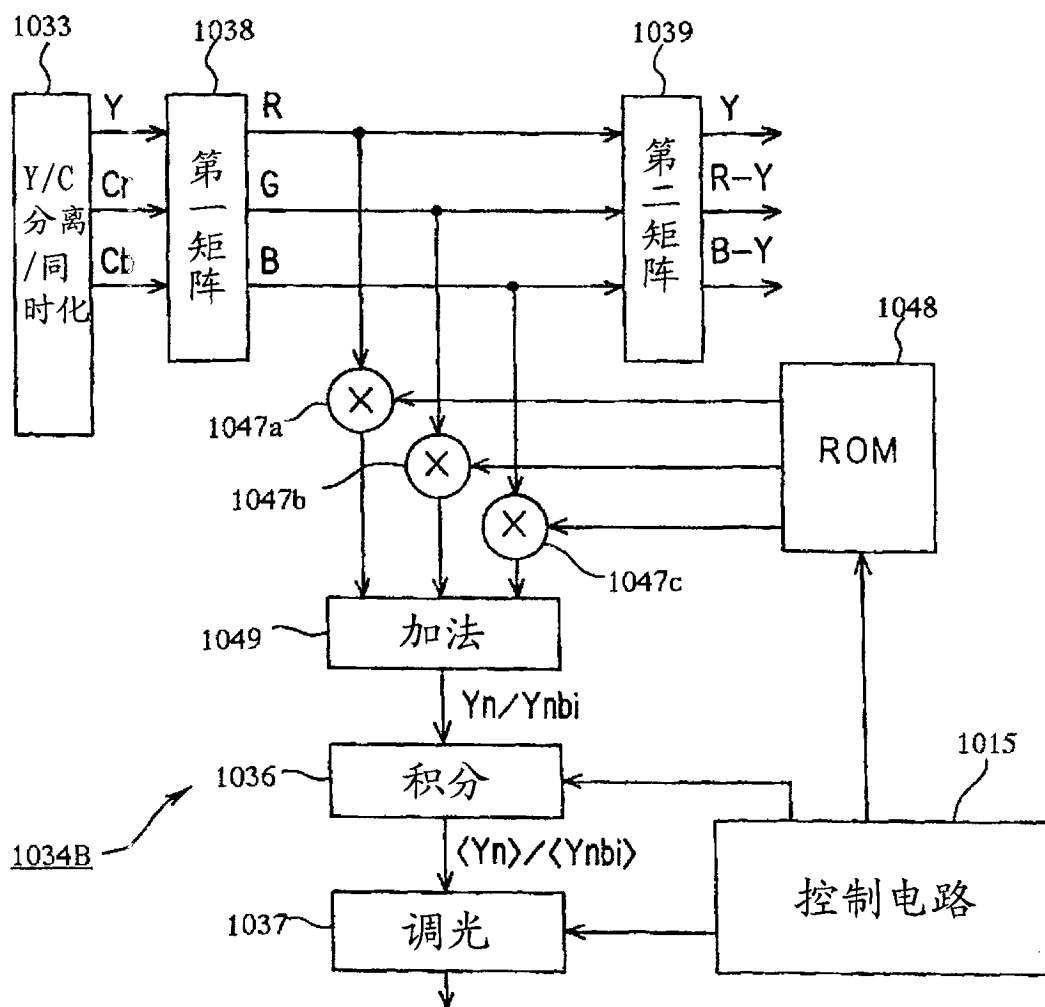 1033
1038
1039
Y
R
Y
Y/C
分离
/同
时化
第一矩阵
第二矩阵
Cr
G
R-Y
Cb
B
B-Y
1048
ROM
1047a
1047b
1047c
1049
加法
Yn/Ynbi
1036
积分
1015
1034B
〈Yn〉/〈Ynbi〉
1037
调光
控制电路